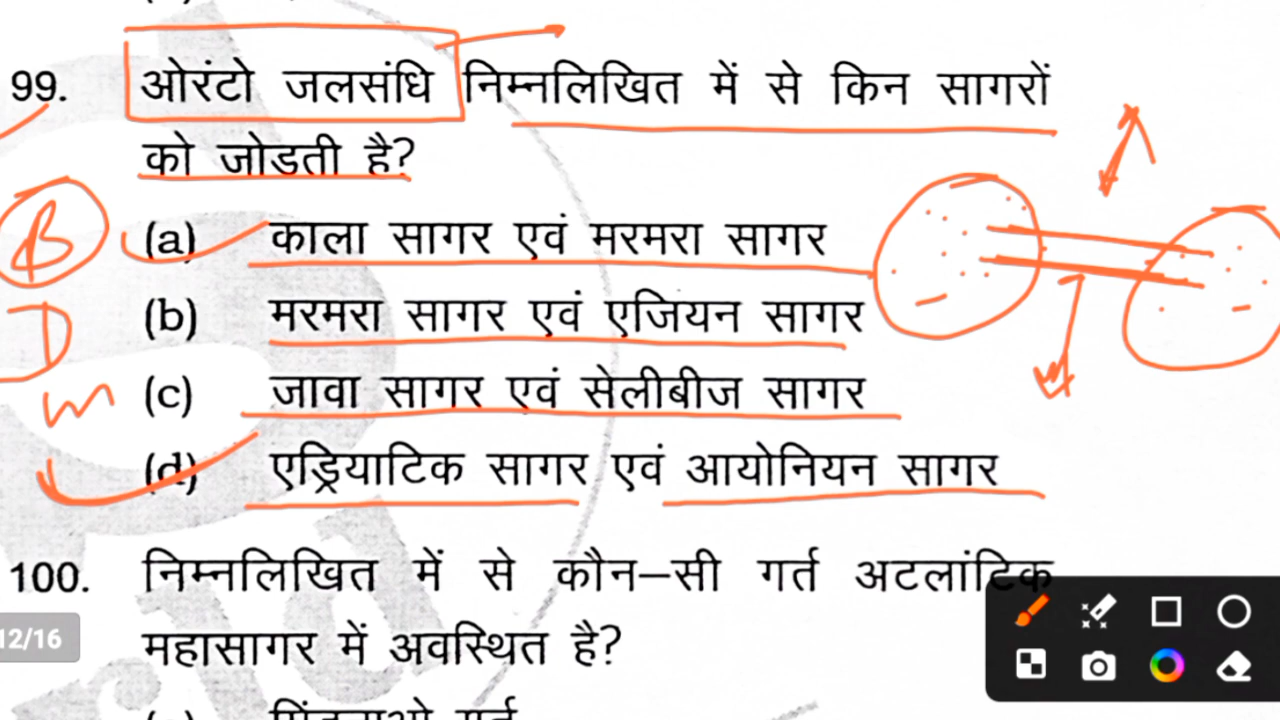 99. ओरंटो जलसंधि निम्नलिखित में से किन सागरों
को जोडती है?
B (a) काला सागर एवं मरमरा सागर
D (b) मरमरा सागर एवं एजियन सागर
m (c) जावा सागर एवं सेलीबीज सागर
(d) एड्रियाटिक सागर एवं आयोनियन सागर
100. निम्नलिखित में से कौन–सी गर्त अटलांटिक
महासागर में अवस्थित है?
12/16